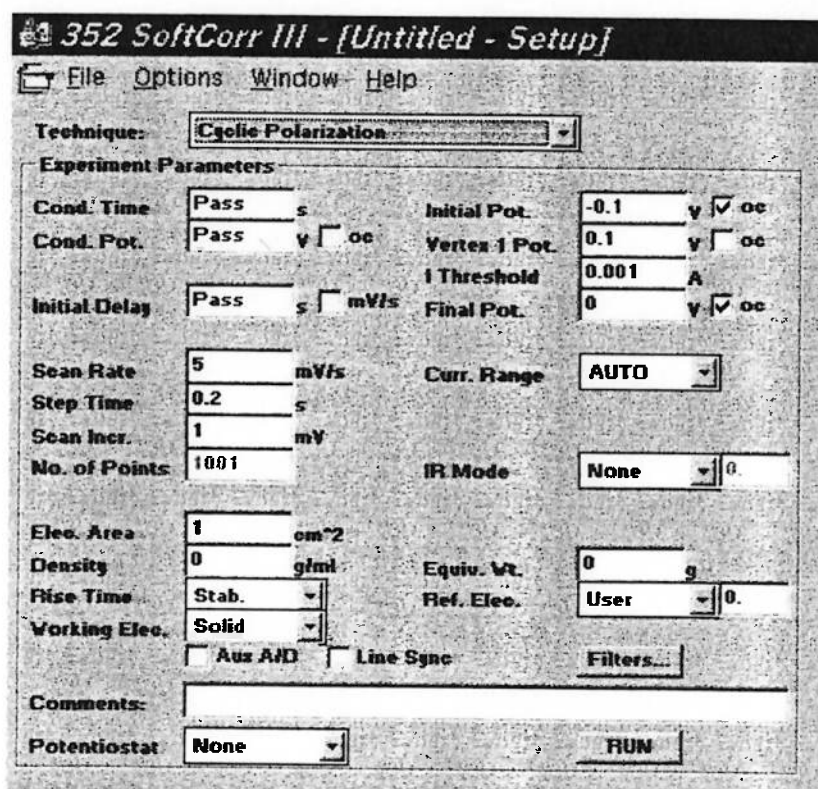 352 SoftCorr III - [Untitled - Setup]
File Options Window Help
Technique: Cyclic Polarization
Experiment Parameters
Cond. Time Pass s Initial Pot. -0.1 V oc
Cond. Pot. Pass V oc Vertex 1 Pot. 0.1 V oc
I Threshold 0.001 A
Initial Delay Pass s mV/s Final Pot. 0 V oc
Scan Rate 5 mV/s Curr. Range AUTO
Step Time 0.2 s
Scan Incr. 1 mV
No. of Points 1001 IR Mode None 0.
Elec. Area 1 cm^2
Density 0 g/ml Equiv. Wt. 0 g
Rise Time Stab. Ref. Elec. User 0.
Working Elec. Solid
Aux A/D Line Sync Filters...
Comments:
Potentiostat None RUN